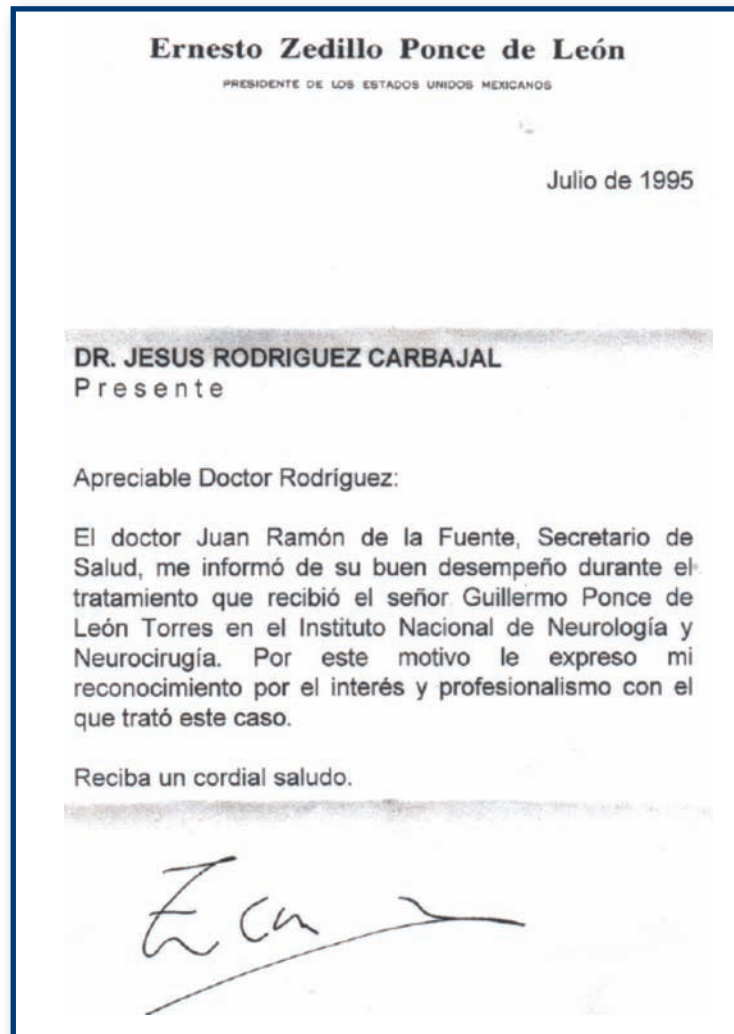 Ernesto Zedillo Ponce de León
PRESIDENTE DE LOS ESTADOS UNIDOS MEXICANOS
Julio de 1995
DR. JESUS RODRIGUEZ CARBAJAL
Presente
Apreciable Doctor Rodríguez:
El doctor Juan Ramón de la Fuente, Secretario de
Salud, me informó de su buen desempeño durante el
tratamiento que recibió el señor Guillermo Ponce de
León Torres en el Instituto Nacional de Neurología y
Neurocirugía. Por este motivo le expreso mi
reconocimiento por el interés y profesionalismo con el
que trató este caso.
Reciba un cordial saludo.